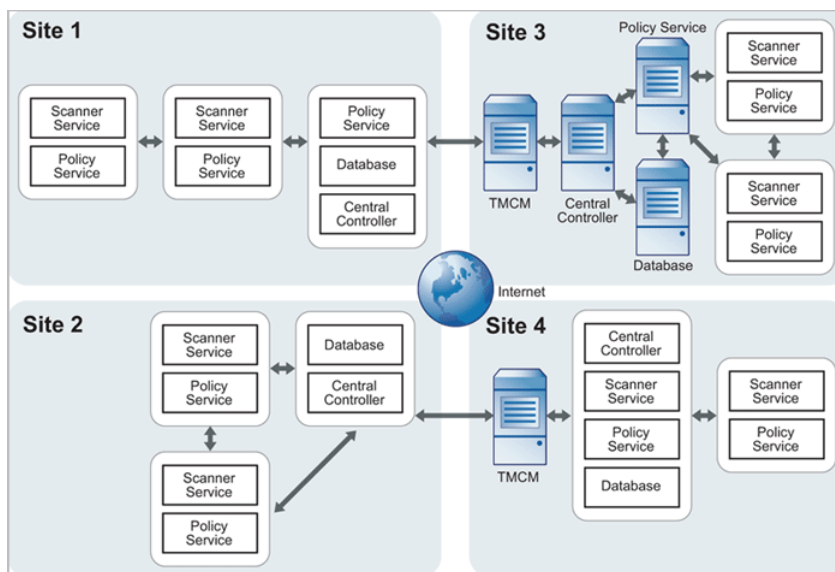 Site 1
Scanner
Service
Policy
Service
Scanner
Service
Policy
Service
Policy
Service
Database
Central
Controller
Site 3
TMCM
Central
Controller
Policy Service
Database
Scanner
Service
Policy
Service
Scanner
Service
Policy
Service
Internet
Site 2
Scanner
Service
Policy
Service
Database
Central
Controller
Scanner
Service
Policy
Service
Site 4
TMCM
Central
Controller
Scanner
Service
Policy
Service
Database
Scanner
Service
Policy
Service